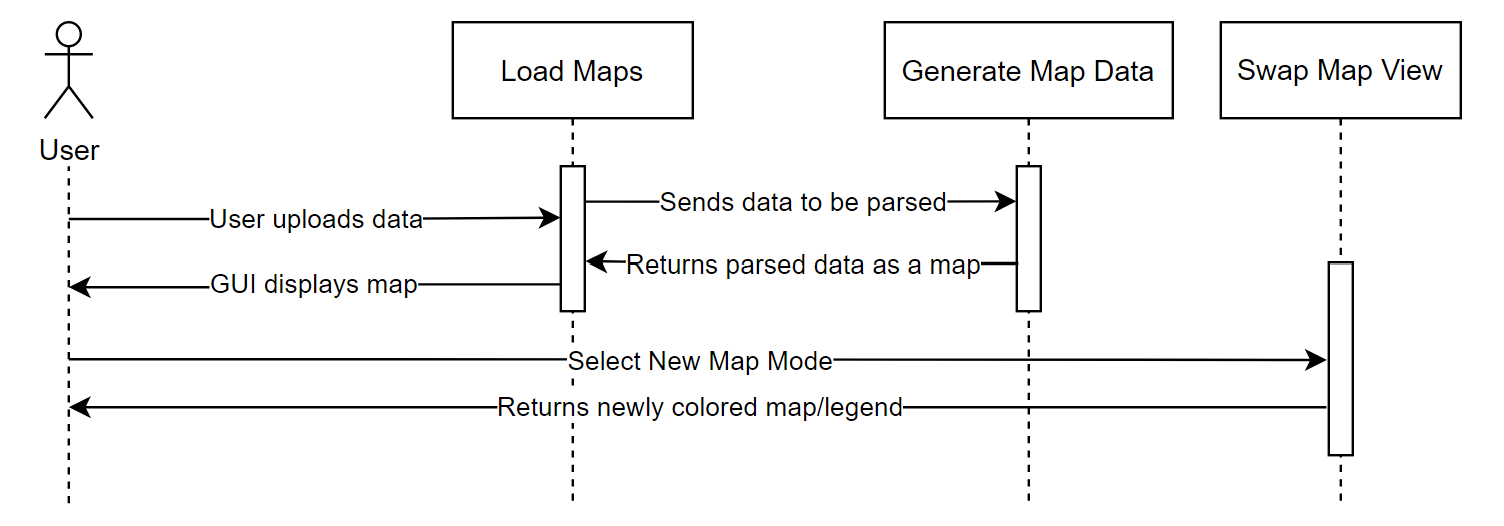 Load Maps
Generate Map Data
Swap Map View
User
Sends data to be parsed
User uploads data
Returns parsed data as a map
GUI displays map
Select New Map Mode
Returns newly colored map/legend